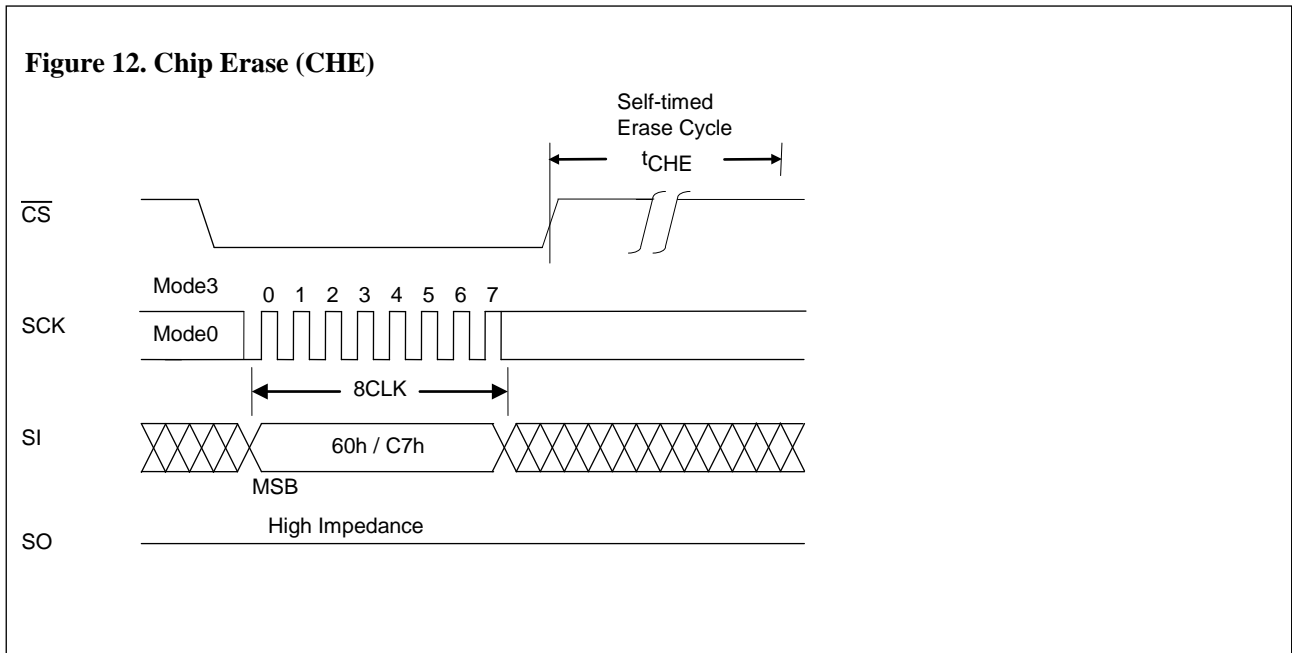 Figure 12. Chip Erase (CHE)
Self-timed
Erase Cycle
tCHE
CS
Mode3
0 1 2 3 4 5 6 7
SCK
Mode0
8CLK
SI
60h / C7h
MSB
High Impedance
SO